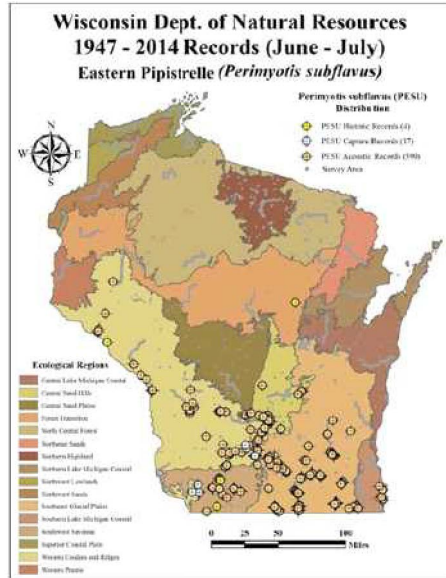 Wisconsin Dept. of Natural Resources
1947 - 2014 Records (June - July)
Eastern Pipistrelle (Perimyotis subflavus)
Perimyotis subflavus (PESU)
Distribution
PESU Historic Records (4)
PESU Capture Records (17)
PESU Acoustic Records (390)
Survey Area
N
W
E
S
Ecological Regions
Central Lake Michigan Coastal
Central Sand Hills
Central Sand Plains
Forest Transition
North Central Forest
Northeast Sands
Northern Highland
Northern Lake Michigan Coastal
Northwest Lowlands
Northwest Sands
Southeast Glacial Plains
Southern Lake Michigan Coastal
Southwest Savanna
Superior Coastal Plain
Western Coulees and Ridges
Western Prairie
0 25 50 100
Miles